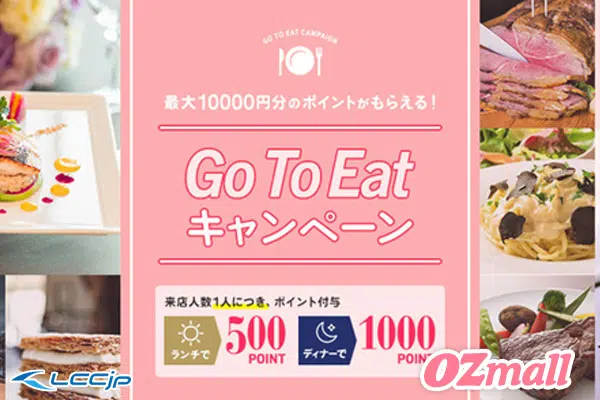 GO TO EAT CAMPAIGN
最大10000円分のポイントがもらえる!
Go To Eat
キャンペーン
来店人数1人につき、ポイント付与
ランチで
500
POINT
ディナーで
1000
POINT
LCCjp
OZmall